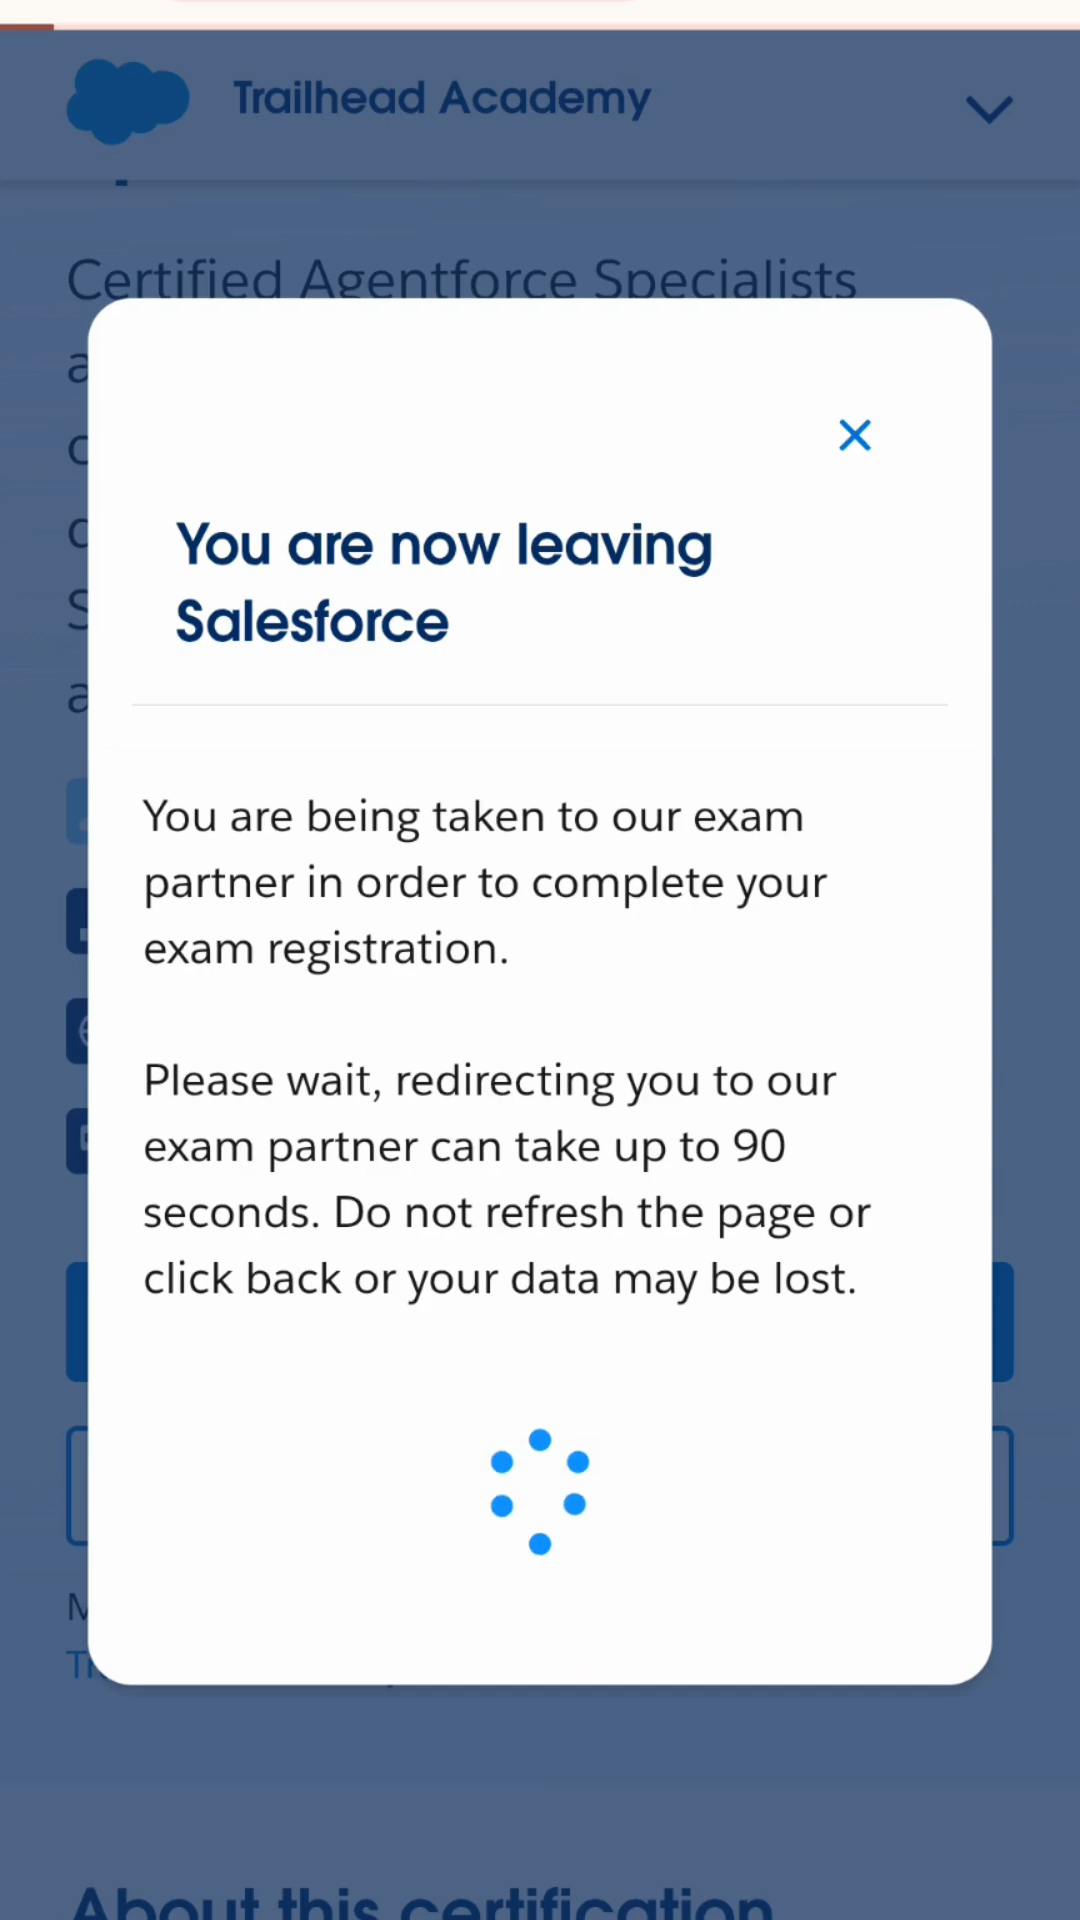 Trailhead Academy
Certified Agentforce Specialists
You are now leaving
Salesforce
You are being taken to our exam
partner in order to complete your
exam registration.
Please wait, redirecting you to our
exam partner can take up to 90
seconds. Do not refresh the page or
click back or your data may be lost.
About this certification